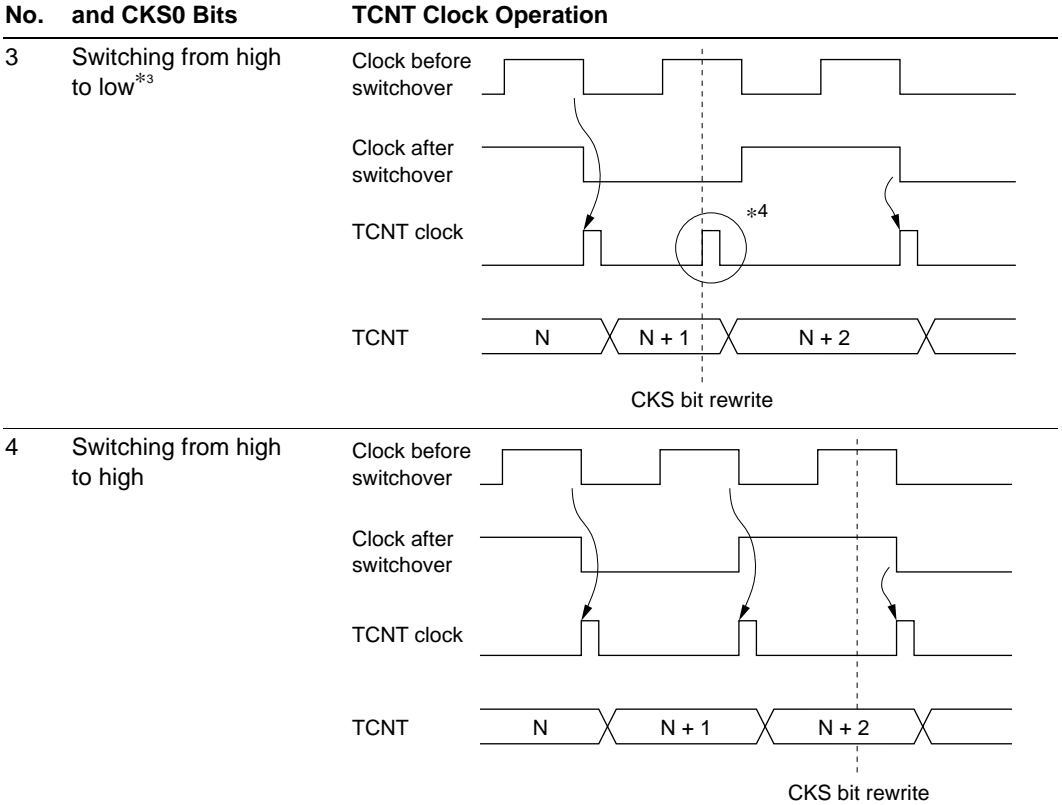 No. and CKS0 Bits TCNT Clock Operation
3 Switching from high to low*3
Clock before switchover
Clock after switchover
*4
TCNT clock
TCNT N N + 1 N + 2
CKS bit rewrite
4 Switching from high to high
Clock before switchover
Clock after switchover
TCNT clock
TCNT N N + 1 N + 2
CKS bit rewrite